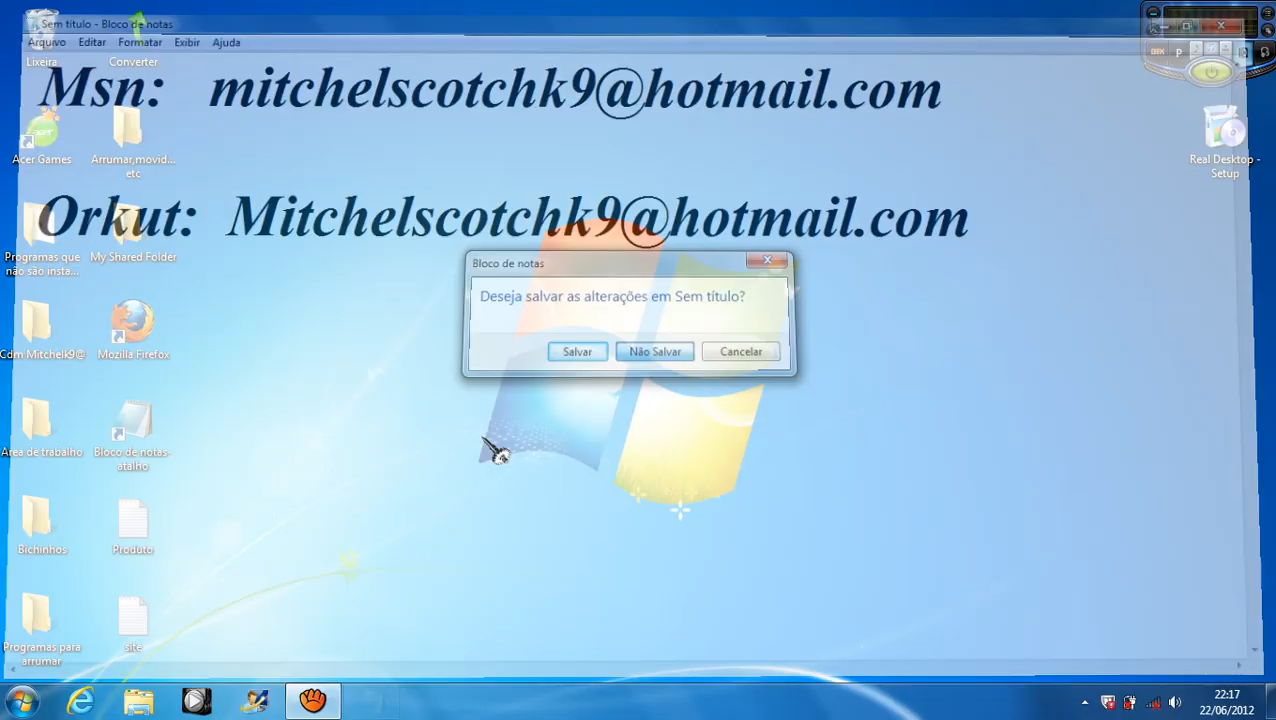 Sem título - Bloco de notas
Arquivo Editar Formatar Exibir Ajuda
Msn: mitchelscotchk9@hotmail.com
Orkut: Mitchelscotchk9@hotmail.com
Lixeira
Converter
Acer Games
Arrumar,movid...
etc
Real Desktop -
Setup
Programas que
não são insta...
My Shared Folder
Bloco de notas
Deseja salvar as alterações em Sem título?
Salvar Não Salvar Cancelar
Cdm Mitchelk9@
Mozilla Firefox
Area de trabalho
Bloco de notas-
atalho
Bichinhos
Produto
Programas para
arrumar
site
22:17
22/06/2012